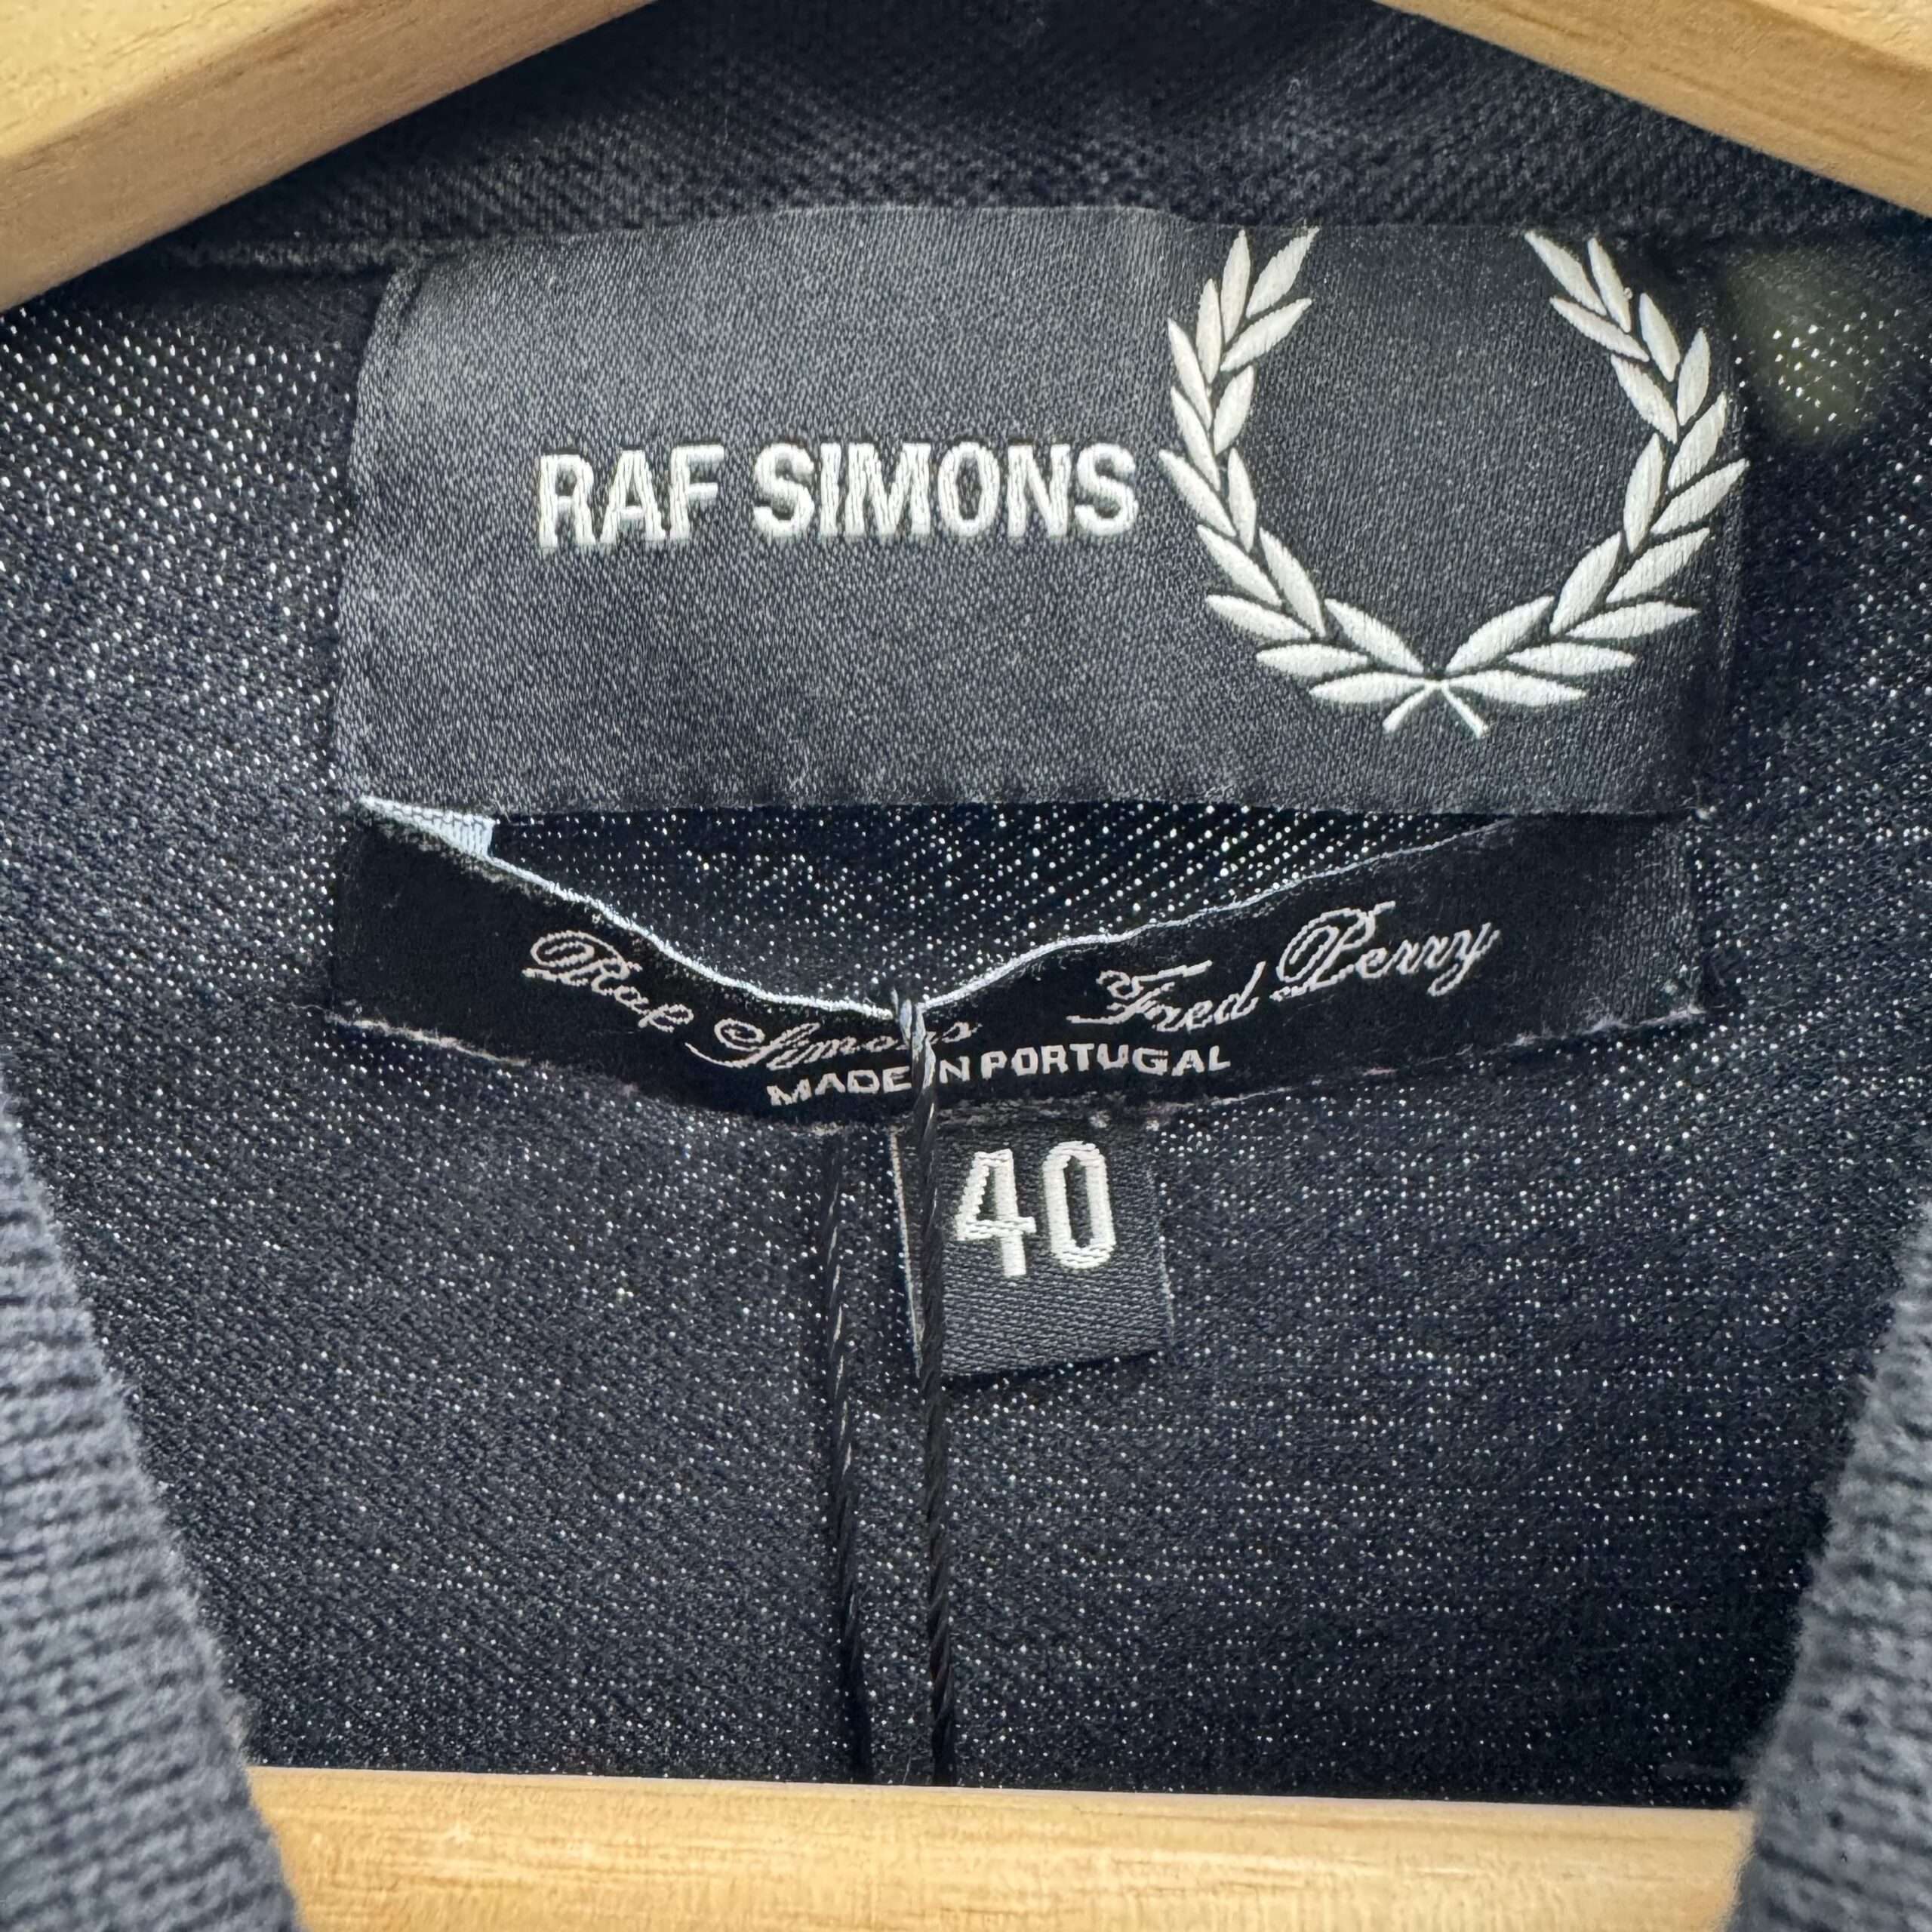 RAF SIMONS
Raf Simons Fred Perry
MADE IN PORTUGAL
40